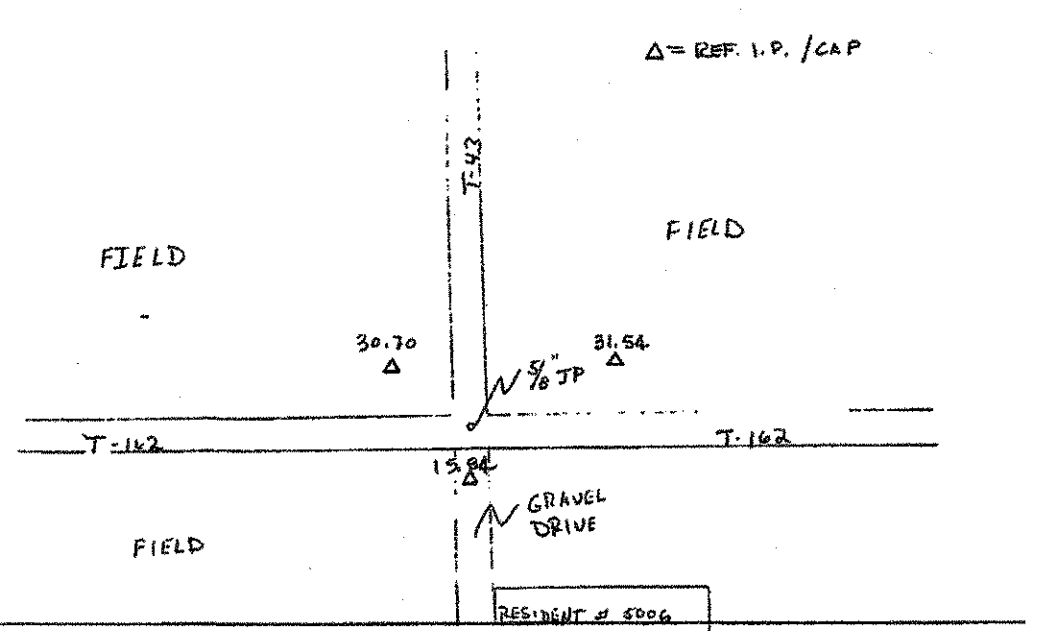 Δ= REF. I.P. /CAP
T-43
FIELD
FIELD
30.70
31.54
5/8" IP
T-162
T-162
15.84
GRAVEL
DRIVE
FIELD
RESIDENT # 5006